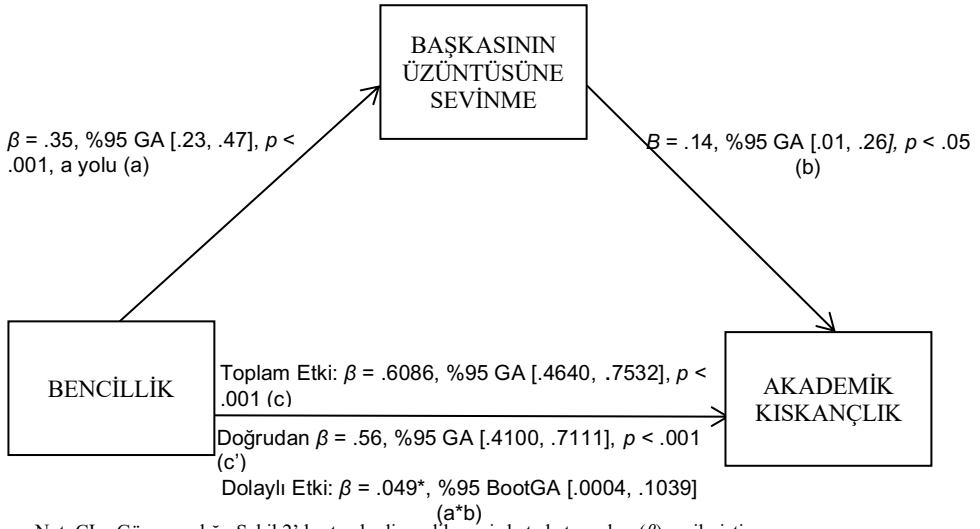 BAŞKASININ
ÜZÜNTÜSÜNE
SEVİNME
β = .35, %95 GA [.23, .47], p <
.001, a yolu (a)
B = .14, %95 GA [.01, .26], p < .05
(b)
BENCİLLİK
Toplam Etki: β = .6086, %95 GA [.4640, .7532], p <
.001 (c)
Doğrudan β = .56, %95 GA [.4100, .7111], p < .001
(c')
Dolaylı Etki: β = .049*, %95 BootGA [.0004, .1039]
(a*b)
AKADEMİK
KISKANÇLIK